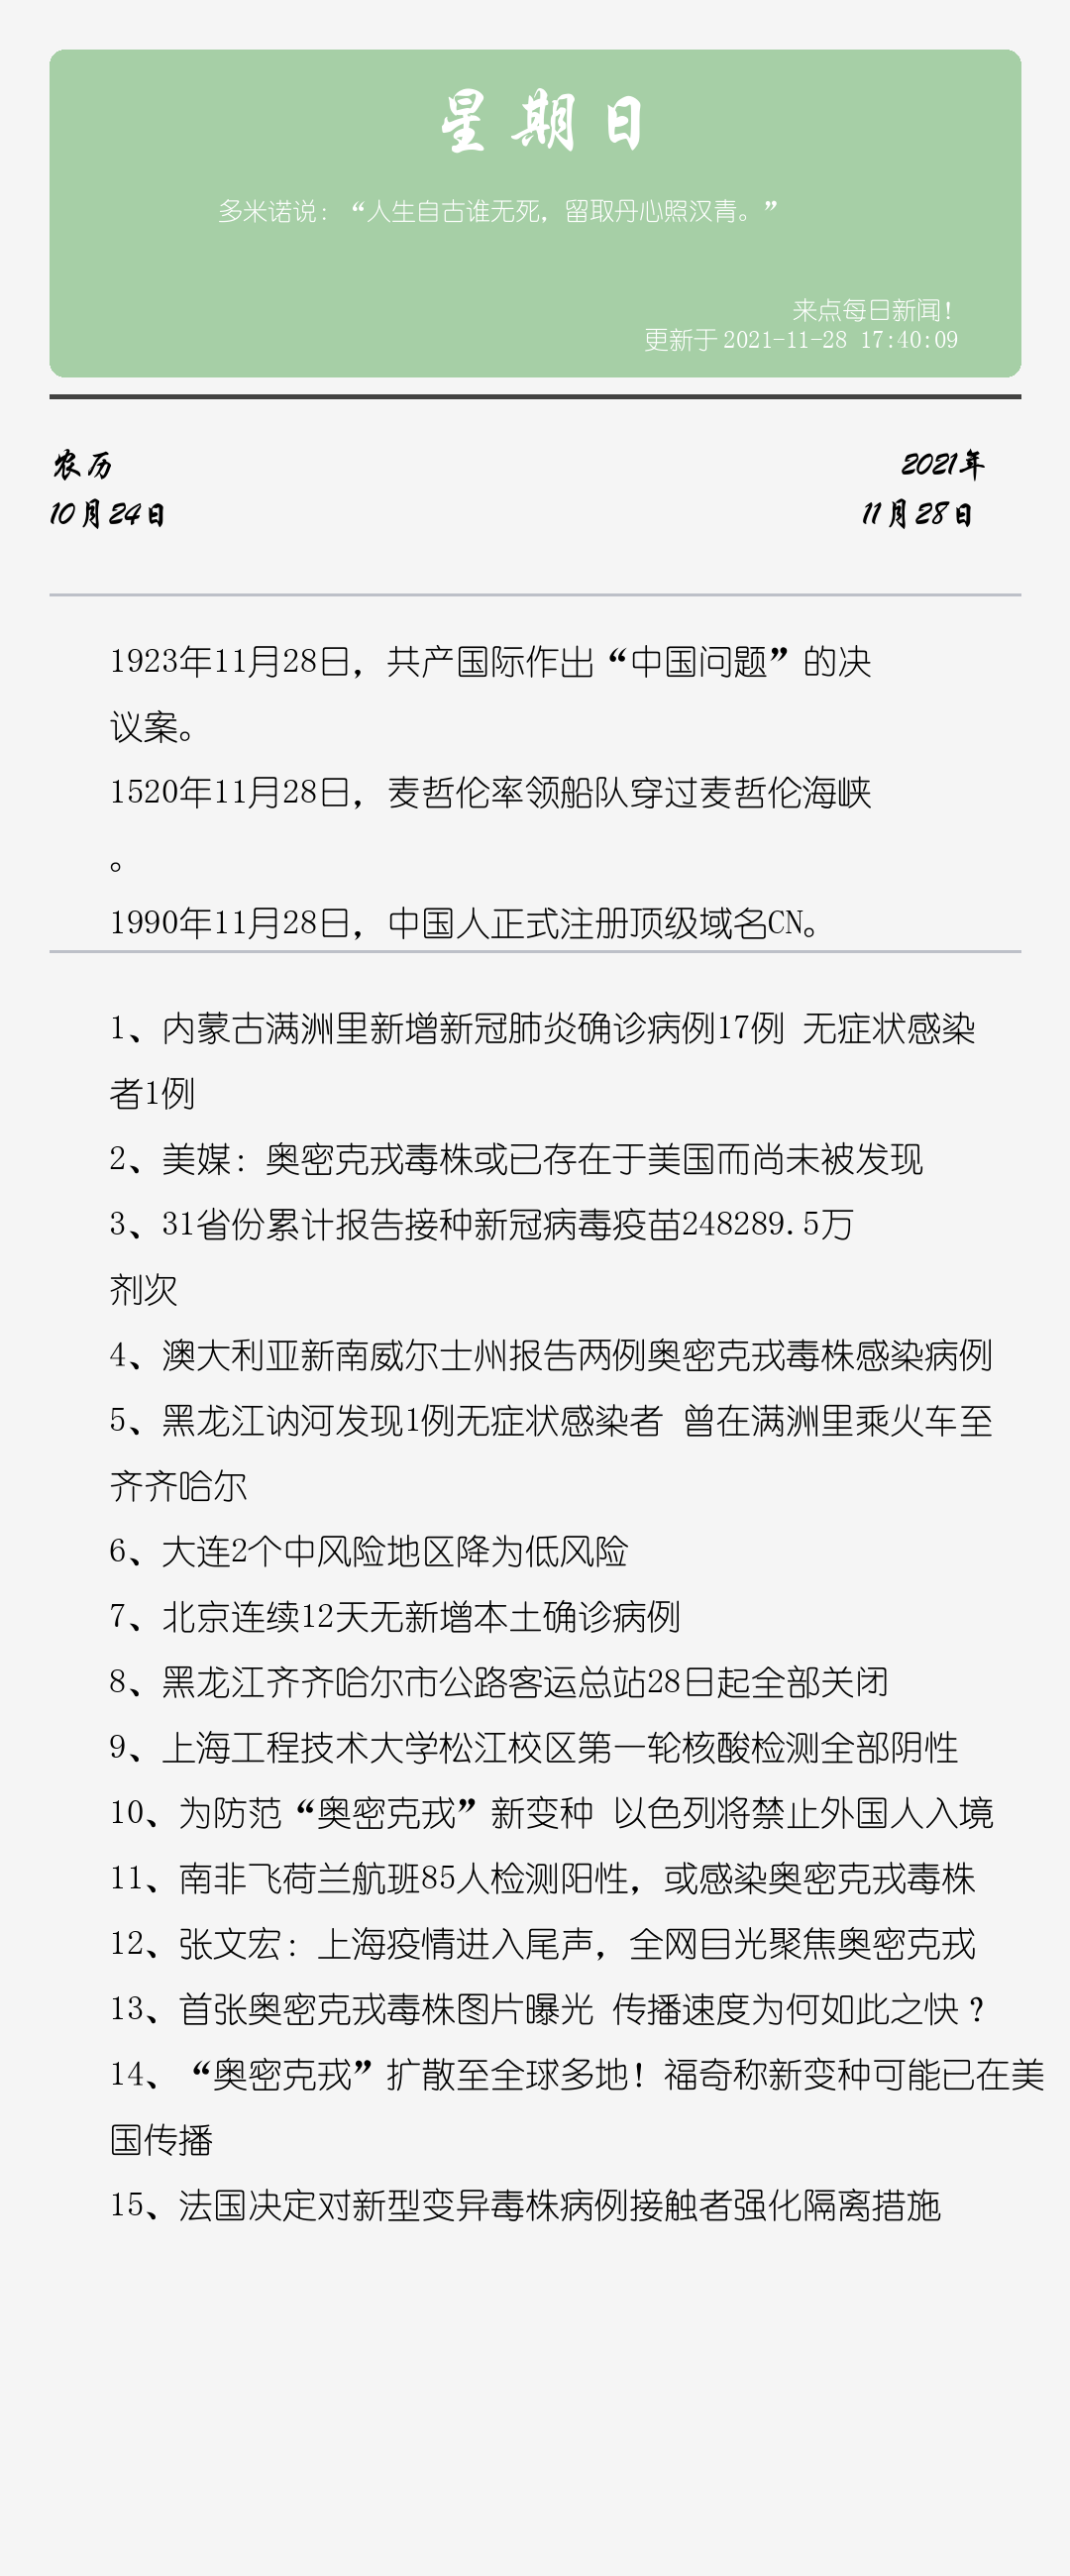 星期日
多米诺说：“人生自古谁无死，留取丹心照汉青。”
来点每日新闻！
更新于 2021-11-28 17:40:09
农历
2021年
10月24日
11月28日
1923年11月28日，共产国际作出“中国问题”的决
议案。
1520年11月28日，麦哲伦率领船队穿过麦哲伦海峡
。
1990年11月28日，中国人正式注册顶级域名CN。
1、内蒙古满洲里新增新冠肺炎确诊病例17例 无症状感染
者1例
2、美媒：奥密克戎毒株或已存在于美国而尚未被发现
3、31省份累计报告接种新冠病毒疫苗248289.5万
剂次
4、澳大利亚新南威尔士州报告两例奥密克戎毒株感染病例
5、黑龙江讷河发现1例无症状感染者 曾在满洲里乘火车至
齐齐哈尔
6、大连2个中风险地区降为低风险
7、北京连续12天无新增本土确诊病例
8、黑龙江齐齐哈尔市公路客运总站28日起全部关闭
9、上海工程技术大学松江校区第一轮核酸检测全部阴性
10、为防范“奥密克戎”新变种 以色列将禁止外国人入境
11、南非飞荷兰航班85人检测阳性，或感染奥密克戎毒株
12、张文宏：上海疫情进入尾声，全网目光聚焦奥密克戎
13、首张奥密克戎毒株图片曝光 传播速度为何如此之快？
14、“奥密克戎”扩散至全球多地！福奇称新变种可能已在美
国传播
15、法国决定对新型变异毒株病例接触者强化隔离措施